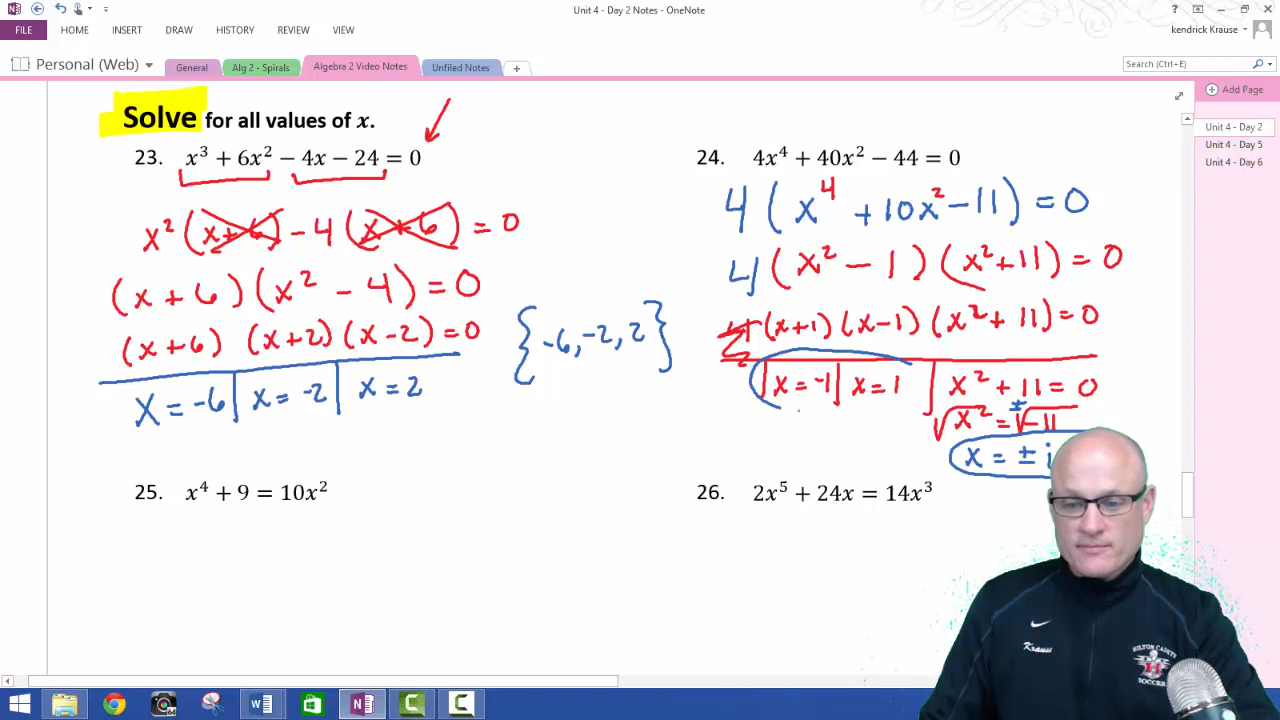 Unit 4 - Day 2 Notes - OneNote
FILE HOME INSERT DRAW HISTORY REVIEW VIEW
kendrick Krause
Personal (Web) General Alg 2 - Spirals Algebra 2 Video Notes Unfiled Notes +
Search (Ctrl+E)
Add Page
Unit 4 - Day 2
Unit 4 - Day 5
Unit 4 - Day 6
Solve for all values of x.
23. x³ + 6x² − 4x − 24 = 0
x² (x + 6) − 4 (x + 6) = 0
(x + 6) (x² − 4) = 0
(x + 6) (x + 2) (x − 2) = 0
x = -6 | x = -2 | x = 2
{-6, -2, 2}
24. 4x⁴ + 40x² − 44 = 0
4 (x⁴ + 10x² − 11) = 0
4 (x² − 1) (x² + 11) = 0
(x + 1) (x − 1) (x² + 11) = 0
x = -1 | x = 1 | x² + 11 = 0
√x² = ±√-11
x = ± i
25. x⁴ + 9 = 10x²
26. 2x⁵ + 24x = 14x³
Krause
HILTON CADETS
H
SOCCER
64